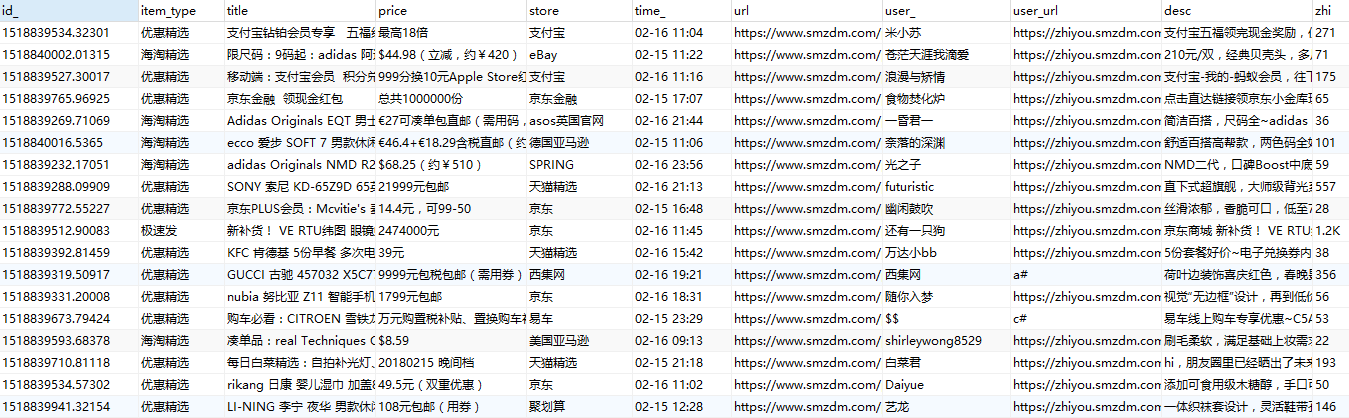 id_ item_type title price store time_ url user_ user_url desc zhi
1518839534.32301 优惠精选 支付宝钻铂会员专享 五福纟 最高18倍 支付宝 02-16 11:04 https://www.smzdm.com/ 米小苏 https://zhiyou.smzdm.com 支付宝五福领完现金奖励, 271
1518840002.01315 海淘精选 限尺码:9码起:adidas 阿 $44.98(立减,约¥420) eBay 02-15 11:22 https://www.smzdm.com/ 苍茫天涯我滴爱 https://zhiyou.smzdm.com 210元/双,经典贝壳头,多 71
1518839527.30017 优惠精选 移动端:支付宝会员 积分 999分换10元Apple Store红 支付宝 02-16 11:16 https://www.smzdm.com/ 浪漫与矫情 https://zhiyou.smzdm.com 支付宝-我的-蚂蚁会员,往下 175
1518839765.96925 优惠精选 京东金融 领现金红包 总共1000000份 京东金融 02-15 17:07 https://www.smzdm.com/ 食物焚化炉 https://zhiyou.smzdm.com 点击直达链接领京东小金库 65
1518839269.71069 海淘精选 Adidas Originals EQT 男士 €27可凑单包直邮(需用码, asos英国官网 02-16 21:44 https://www.smzdm.com/ 一昏君一 https://zhiyou.smzdm.com 简洁百搭,尺码全~adidas 36
1518840016.5365 海淘精选 ecco 爱步 SOFT 7 男款休闲 €46.4+€18.29含税直邮(约 德国亚马逊 02-15 11:06 https://www.smzdm.com/ 奈落的深渊 https://zhiyou.smzdm.com 舒适百搭高帮款,两色码全 101
1518839232.17051 海淘精选 adidas Originals NMD R2 $68.25(约¥510) SPRING 02-16 23:56 https://www.smzdm.com/ 光之子 https://zhiyou.smzdm.com NMD二代,口碑Boost中底 59
1518839288.09909 优惠精选 SONY 索尼 KD-65Z9D 65 21999元包邮 天猫精选 02-16 21:13 https://www.smzdm.com/ futuristic https://zhiyou.smzdm.com 直下式超旗舰,大师级背光 557
1518839772.55227 优惠精选 京东PLUS会员:Mcvitie's 14.4元,可99-50 京东 02-15 16:48 https://www.smzdm.com/ 幽闲鼓吹 https://zhiyou.smzdm.com 丝滑浓郁,香脆可口,低至7 28
1518839512.90083 极速发 新补货! VE RTU纬图 眼镜 2474000元 京东 02-16 11:45 https://www.smzdm.com/ 还有一只狗 https://zhiyou.smzdm.com 京东商城 新补货! VE RTU 1.2K
1518839392.81459 优惠精选 KFC 肯德基 5份早餐 多次电 39元 天猫精选 02-16 15:42 https://www.smzdm.com/ 万达小bb https://zhiyou.smzdm.com 5份套餐好价~电子兑换券内 38
1518839319.50917 优惠精选 GUCCI 古驰 457032 X5C7 9999元包税包邮(需用券) 西集网 02-16 19:21 https://www.smzdm.com/ 西集网 a# https://zhiyou.smzdm.com 荷叶边装饰喜庆红色,春晚 356
1518839331.20008 优惠精选 nubia 努比亚 Z11 智能手机 1799元包邮 京东 02-16 18:31 https://www.smzdm.com/ 随你入梦 https://zhiyou.smzdm.com 视觉“无边框”设计,再到低 56
1518839673.79424 优惠精选 购车必看:CITROEN 雪铁 万元购置税补贴、置换购车 易车 02-15 23:29 https://www.smzdm.com/ $$ c# https://zhiyou.smzdm.com 易车线上购车专享优惠~C5 53
1518839593.68378 海淘精选 凑单品:real Techniques $8.59 美国亚马逊 02-16 09:13 https://www.smzdm.com/ shirleywong8529 https://zhiyou.smzdm.com 刷毛柔软,满足基础上妆需 22
1518839710.81118 优惠精选 每日白菜精选:自拍补光灯、 20180215 晚间档 天猫精选 02-15 21:18 https://www.smzdm.com/ 白菜君 https://zhiyou.smzdm.com hi,朋友圈里已经晒出了未 193
1518839534.57302 优惠精选 rikang 日康 婴儿湿巾 加盖 49.5元(双重优惠) 京东 02-16 11:02 https://www.smzdm.com/ Daiyue https://zhiyou.smzdm.com 添加可食用级木糖醇,手口 50
1518839941.32154 优惠精选 LI-NING 李宁 夜华 男款休 108元包邮(用券) 聚划算 02-15 12:28 https://www.smzdm.com/ 艺龙 https://zhiyou.smzdm.com 一体织袜套设计,灵活鞋带 146